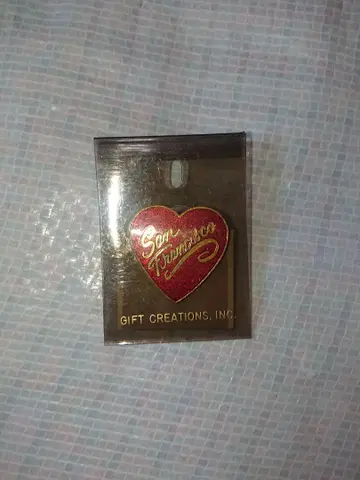 San
Francisco
GIFT CREATIONS, INC.